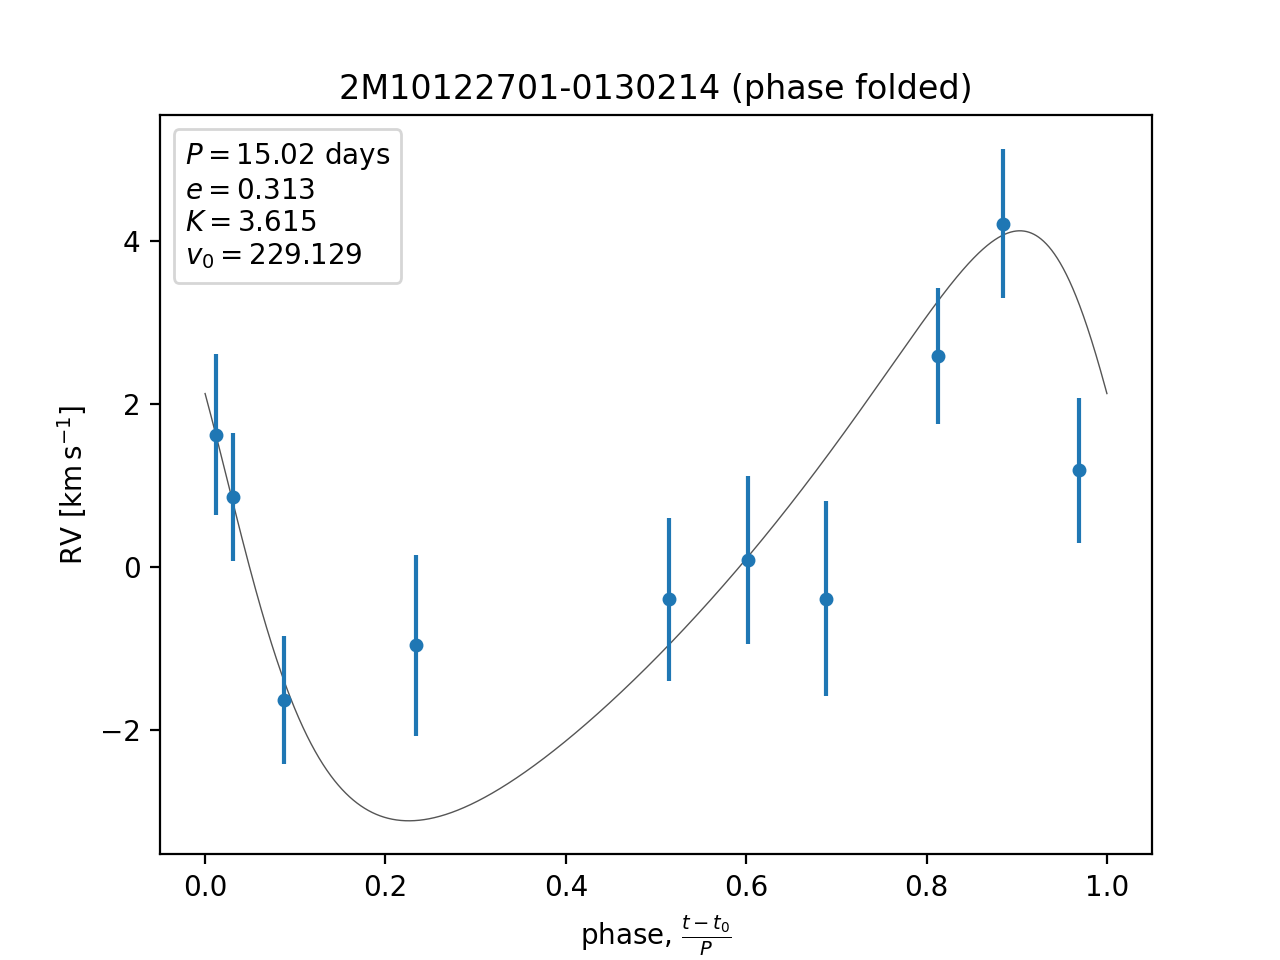 2M10122701-0130214 (phase folded)
P = 15.02 days
e = 0.313
K = 3.615
v₀ = 229.129
RV [km s⁻¹]
4
2
0
−2
0.0 0.2 0.4 0.6 0.8 1.0
phase, (t − t₀)/P